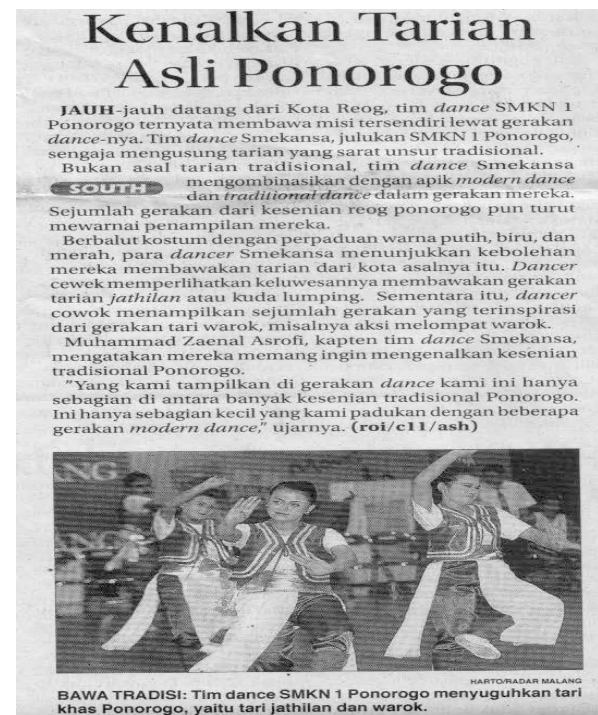 Kenalkan Tarian
Asli Ponorogo
JAUH-jauh datang dari Kota Reog, tim dance SMKN 1
Ponorogo ternyata membawa misi tersendiri lewat gerakan
dance-nya. Tim dance Smekansa, julukan SMKN 1 Ponorogo,
sengaja mengusung tarian yang sarat unsur tradisional.
Bukan asal tarian tradisional, tim dance Smekansa
SOUTH
mengombinasikan dengan apik modern dance
dan traditional dance dalam gerakan mereka.
Sejumlah gerakan dari kesenian reog ponorogo pun turut
mewarnai penampilan mereka.
Berbalut kostum dengan perpaduan warna putih, biru, dan
merah, para dancer Smekansa menunjukkan kebolehan
mereka membawakan tarian dari kota asalnya itu. Dancer
cewek memperlihatkan keluwesannya membawakan gerakan
tarian jathilan atau kuda lumping. Sementara itu, dancer
cowok menampilkan sejumlah gerakan yang terinspirasi
dari gerakan tari warok, misalnya aksi melompat warok.
Muhammad Zaenal Asrofi, kapten tim dance Smekansa,
mengatakan mereka memang ingin mengenalkan kesenian
tradisional Ponorogo.
"Yang kami tampilkan di gerakan dance kami ini hanya
sebagian di antara banyak kesenian tradisional Ponorogo.
Ini hanya sebagian kecil yang kami padukan dengan beberapa
gerakan modern dance," ujarnya. (roi/c11/ash)
ANG
ANG
HARTO/RADAR MALANG
BAWA TRADISI: Tim dance SMKN 1 Ponorogo menyuguhkan tari
khas Ponorogo, yaitu tari jathilan dan warok.